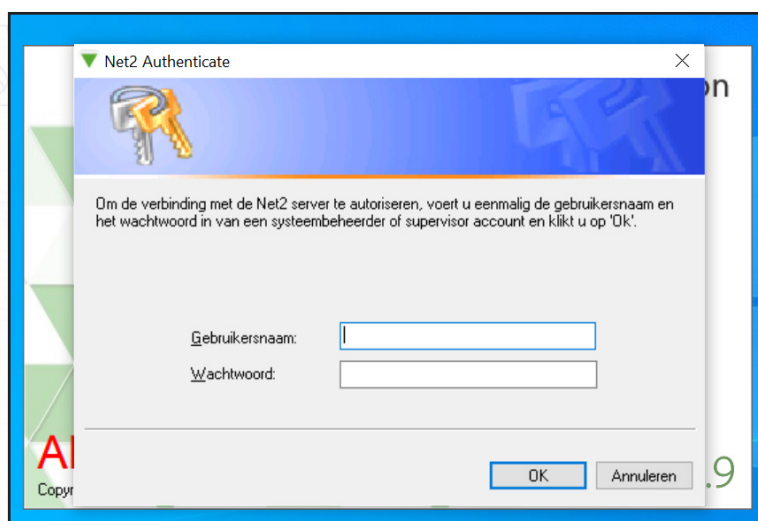 Net2 Authenticate
Om de verbinding met de Net2 server te autoriseren, voert u eenmalig de gebruikersnaam en
het wachtwoord in van een systeembeheerder of supervisor account en klikt u op 'Ok'.
Gebruikersnaam:
Wachtwoord:
OK
Annuleren
.9